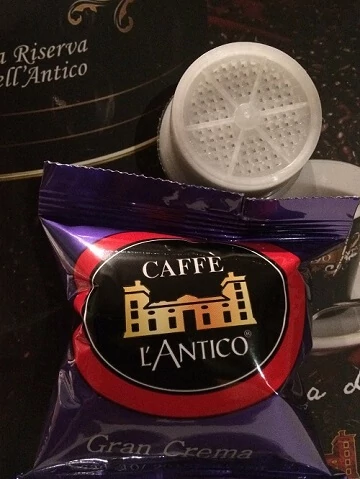 a Riserva
ell'Antico
CAFFÈ
L'ANTICO®
Gran Crema
a d